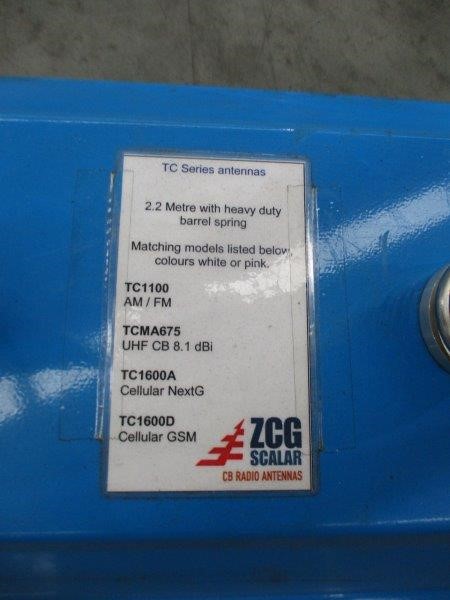 TC Series antennas
2.2 Metre with heavy duty
barrel spring
Matching models listed below
colours white or pink.
TC1100
AM / FM
TCMA675
UHF CB 8.1 dBi
TC1600A
Cellular NextG
TC1600D
Cellular GSM
ZCG
SCALAR
CB RADIO ANTENNAS